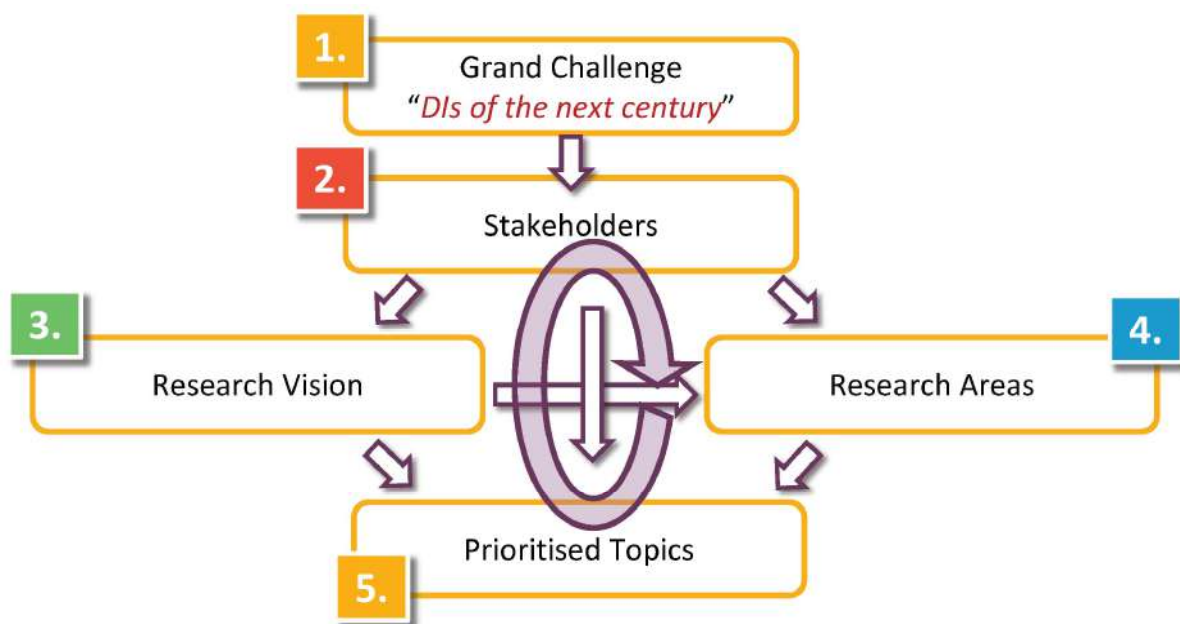 1.
Grand Challenge
“DIs of the next century”
2.
Stakeholders
3.
Research Vision
4.
Research Areas
Prioritised Topics
5.